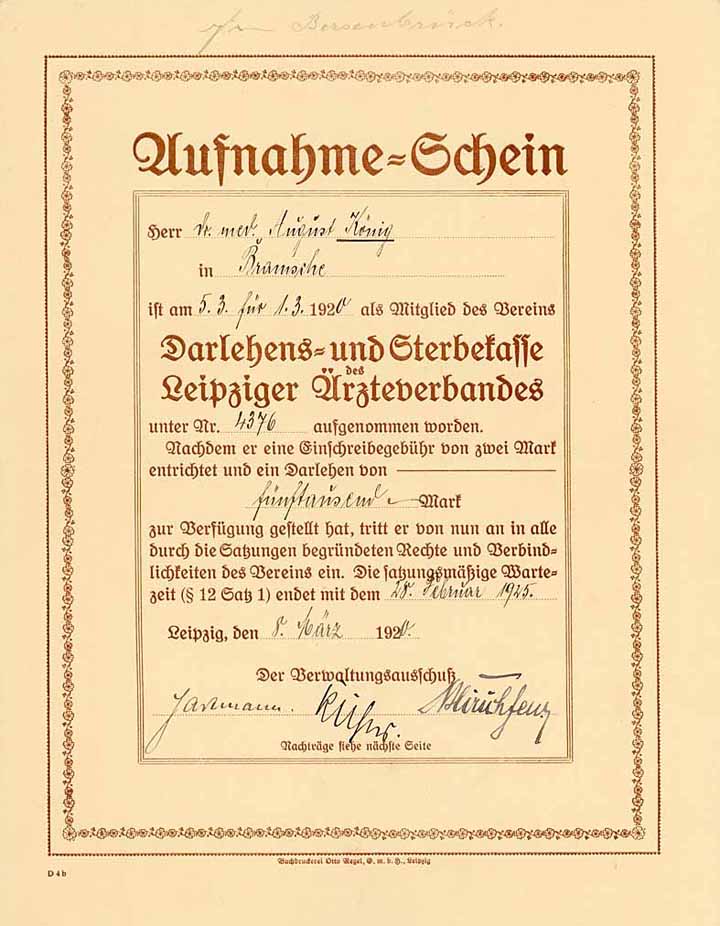 Bersenbrück.
Aufnahme-Schein
Herr Dr. med. August König
in Bramsche
ist am 5. 3. für 1. 3. 1920 als Mitglied des Vereins
Darlehens- und Sterbekasse
des
Leipziger Ärzteverbandes
unter Nr. 4376 aufgenommen worden.
Nachdem er eine Einschreibegebühr von zwei Mark
entrichtet und ein Darlehen von
fünftausend Mark
zur Verfügung gestellt hat, tritt er von nun an in alle
durch die Satzungen begründeten Rechte und Verbind-
lichkeiten des Vereins ein. Die satzungsmäßige Warte-
zeit (§ 12 Satz 1) endet mit dem 28. Februar 1925.
Leipzig, den 8. März 1920.
Der Verwaltungsausschuß
Hartmann.
Nachträge siehe nächste Seite
Buchdruckerei Otto Regel, G. m. b. H., Leipzig
D 4 b